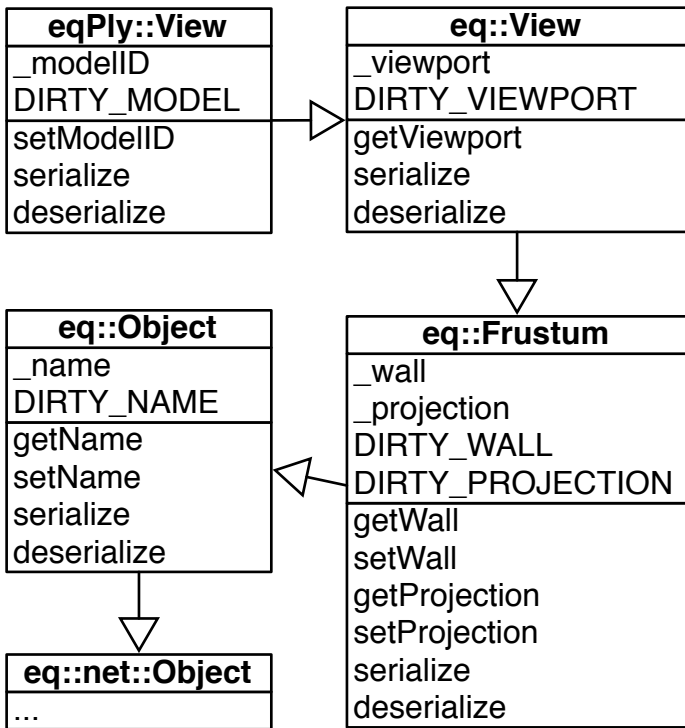 eqPly::View
_modelID
DIRTY_MODEL
setModelID
serialize
deserialize
eq::View
_viewport
DIRTY_VIEWPORT
getViewport
serialize
deserialize
eq::Object
_name
DIRTY_NAME
getName
setName
serialize
deserialize
eq::Frustum
_wall
_projection
DIRTY_WALL
DIRTY_PROJECTION
getWall
setWall
getProjection
setProjection
serialize
deserialize
eq::net::Object
...